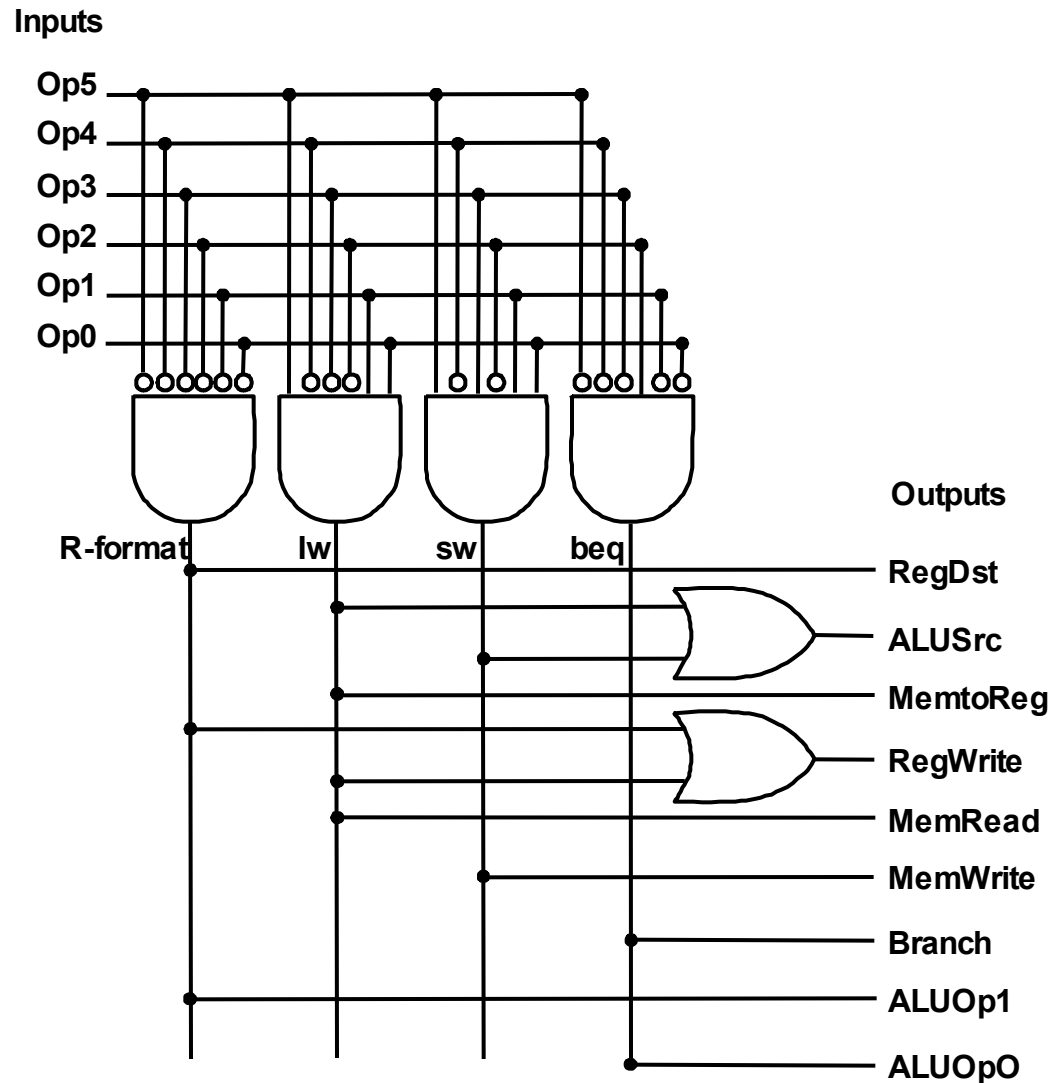 Inputs
Op5
Op4
Op3
Op2
Op1
Op0
R-format
lw
sw
beq
Outputs
RegDst
ALUSrc
MemtoReg
RegWrite
MemRead
MemWrite
Branch
ALUOp1
ALUOpO